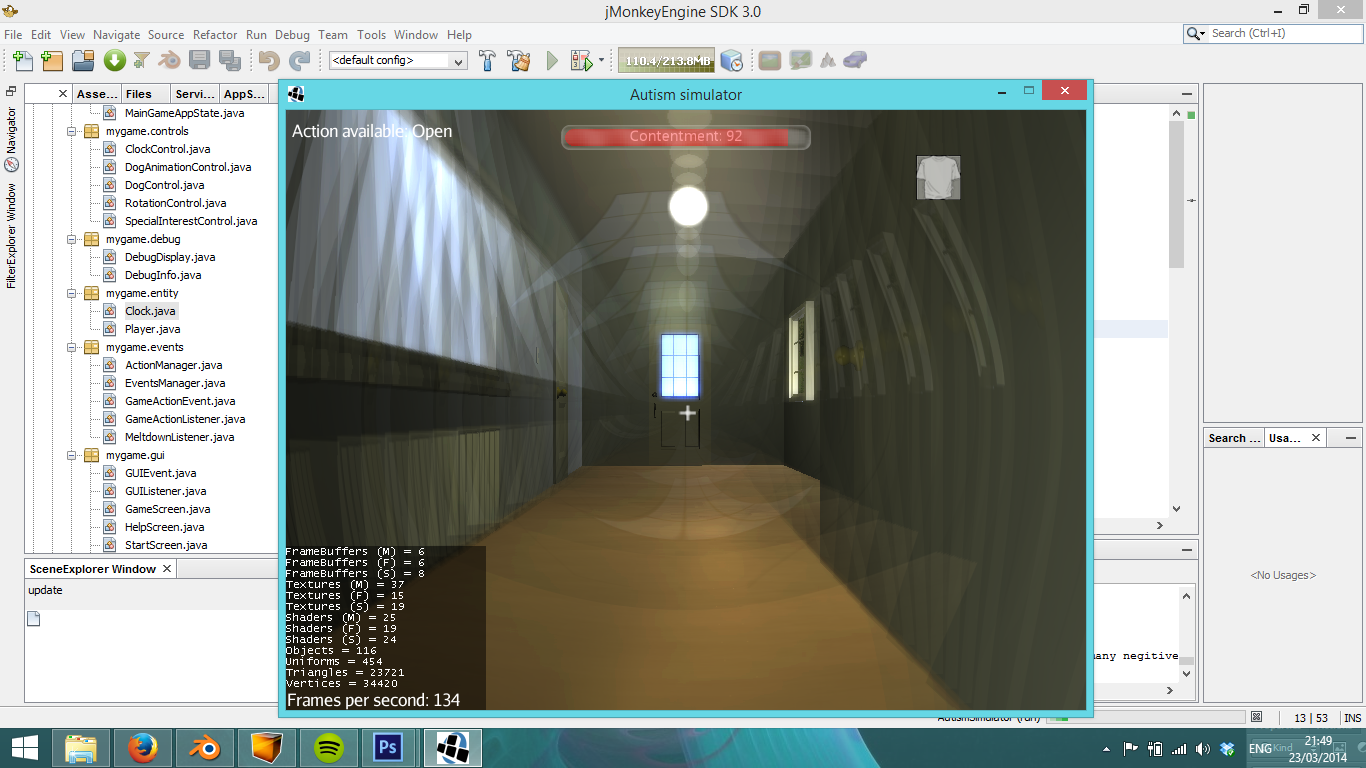 jMonkeyEngine SDK 3.0
File Edit View Navigate Source Refactor Run Debug Team Tools Window Help
Search (Ctrl+I)
<default config>
110.4/213.8MB
Asse... Files Servi... AppS...
Navigator
FilterExplorer Window
MainGameAppState.java
mygame.controls
ClockControl.java
DogAnimationControl.java
DogControl.java
RotationControl.java
SpecialInterestControl.java
mygame.debug
DebugDisplay.java
DebugInfo.java
mygame.entity
Clock.java
Player.java
mygame.events
ActionManager.java
EventsManager.java
GameActionEvent.java
GameActionListener.java
MeltdownListener.java
mygame.gui
GUIEvent.java
GUIListener.java
GameScreen.java
HelpScreen.java
StartScreen.java
SceneExplorer Window
update
Autism simulator
Action available: Open
Contentment: 92
FrameBuffers (M) = 6
FrameBuffers (F) = 6
FrameBuffers (S) = 8
Textures (M) = 37
Textures (F) = 15
Textures (S) = 19
Shaders (M) = 25
Shaders (F) = 19
Shaders (S) = 24
Objects = 116
Uniforms = 454
Triangles = 23721
Vertices = 34420
Frames per second: 134
Search ... Usa...
<No Usages>
many negitive
AutismSimulator (run)
13 | 53 INS
Ps
ENG
21:49
23/03/2014